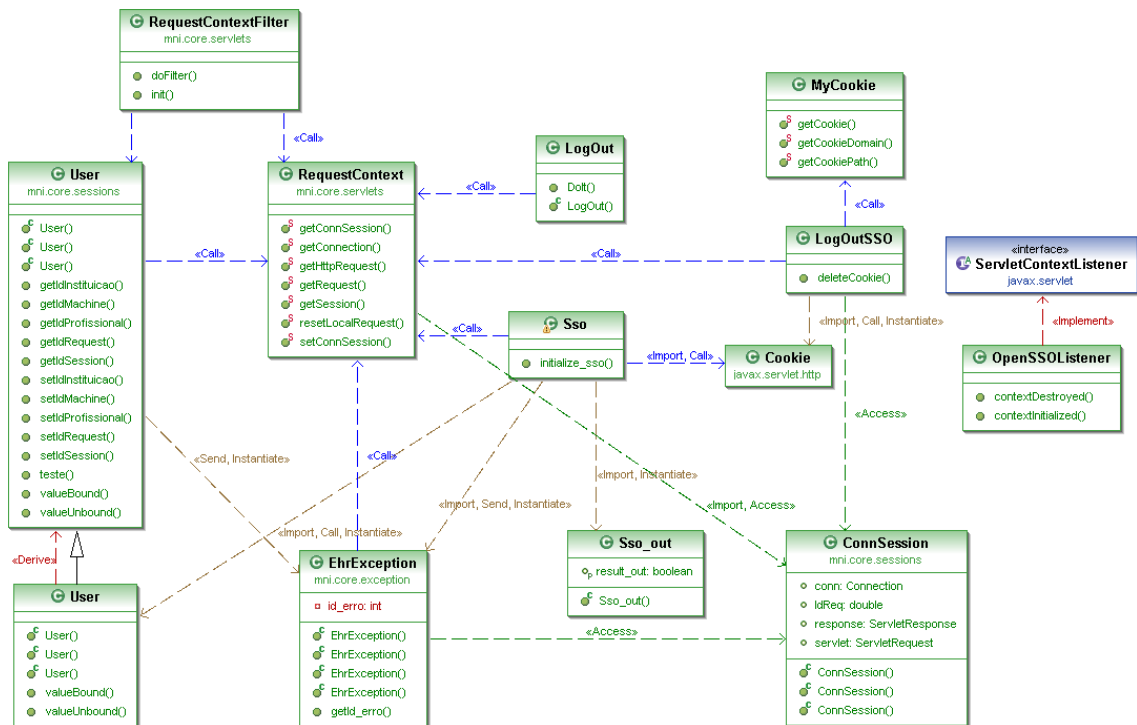 RequestContextFilter
mni.core.servlets
doFilter()
init()
MyCookie
getCookie()
getCookieDomain()
getCookiePath()
«Call»
LogOut
DoIt()
LogOut()
User
mni.core.sessions
User()
User()
User()
getIdInstituicao()
getIdMachine()
getIdProfissional()
getIdRequest()
getIdSession()
setIdInstituicao()
setIdMachine()
setIdProfissional()
setIdRequest()
setIdSession()
teste()
valueBound()
valueUnbound()
RequestContext
mni.core.servlets
getConnSession()
getConnection()
getHttpRequest()
getRequest()
getSession()
resetLocalRequest()
setConnSession()
«Call»
«Call»
«Call»
«Call»
LogOutSSO
deleteCookie()
«interface»
ServletContextListener
javax.servlet
«Call»
Sso
initialize_sso()
«Import, Call, Instantiate»
«Implement»
«Import, Call»
Cookie
javax.servlet.http
OpenSSOListener
contextDestroyed()
contextInitialized()
«Access»
«Send, Instantiate»
«Call»
«Import, Instantiate»
«Import, Send, Instantiate»
«Import, Access»
«Import, Call, Instantiate»
«Derive»
User
User()
User()
User()
valueBound()
valueUnbound()
EhrException
mni.core.exception
id_erro: int
EhrException()
EhrException()
EhrException()
EhrException()
getId_erro()
Sso_out
result_out: boolean
Sso_out()
«Access»
ConnSession
mni.core.sessions
conn: Connection
IdReq: double
response: ServletResponse
servlet: ServletRequest
ConnSession()
ConnSession()
ConnSession()